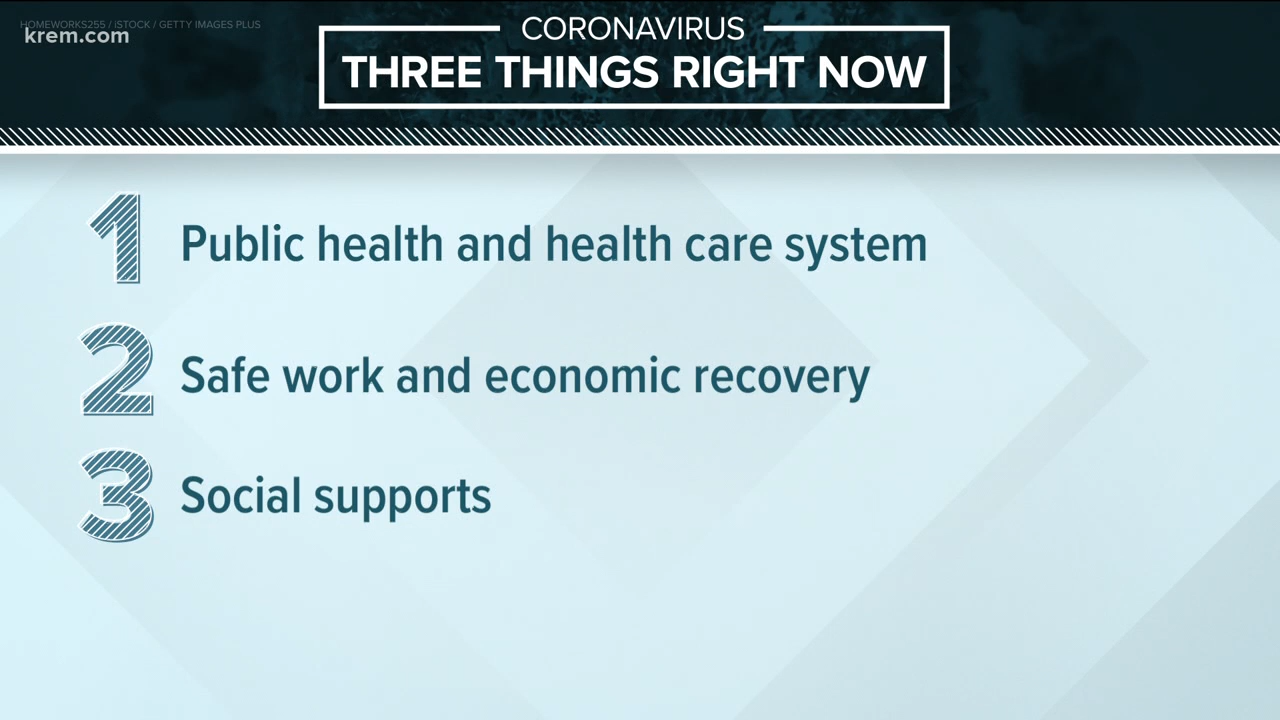 HOMEWORKS255 / iSTOCK / GETTY IMAGES PLUS
krem.com
CORONAVIRUS
THREE THINGS RIGHT NOW
1 Public health and health care system
2 Safe work and economic recovery
3 Social supports